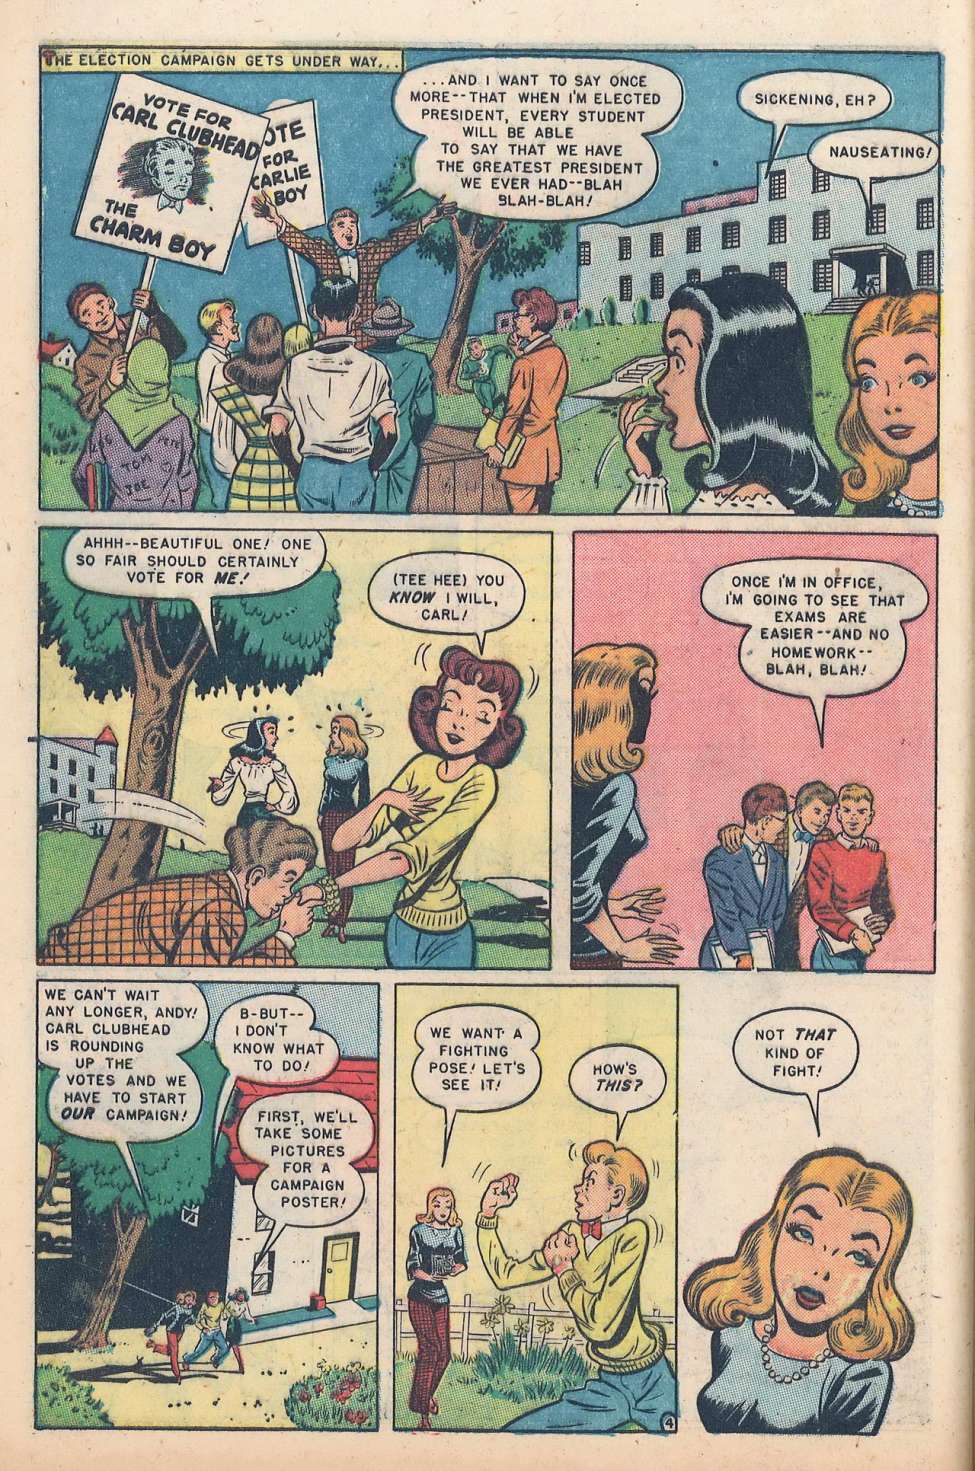 THE ELECTION CAMPAIGN GETS UNDER WAY...
VOTE FOR
CARL CLUBHEAD
THE
CHARM BOY
VOTE
FOR
CARLIE
BOY
...AND I WANT TO SAY ONCE
MORE--THAT WHEN I'M ELECTED
PRESIDENT, EVERY STUDENT
WILL BE ABLE
TO SAY THAT WE HAVE
THE GREATEST PRESIDENT
WE EVER HAD--BLAH
BLAH-BLAH!
SICKENING, EH?
NAUSEATING!
PETE
TOM
JOE
AHHH--BEAUTIFUL ONE! ONE
SO FAIR SHOULD CERTAINLY
VOTE FOR ME!
(TEE HEE) YOU
KNOW I WILL,
CARL!
ONCE I'M IN OFFICE,
I'M GOING TO SEE THAT
EXAMS ARE
EASIER--AND NO
HOMEWORK--
BLAH, BLAH!
WE CAN'T WAIT
ANY LONGER, ANDY!
CARL CLUBHEAD
IS ROUNDING
UP THE
VOTES AND WE
HAVE TO START
OUR CAMPAIGN!
B-BUT--
I DON'T
KNOW WHAT
TO DO!
FIRST, WE'LL
TAKE SOME
PICTURES
FOR A
CAMPAIGN
POSTER!
WE WANT A
FIGHTING
POSE! LET'S
SEE IT!
HOW'S
THIS?
4
NOT THAT
KIND OF
FIGHT!